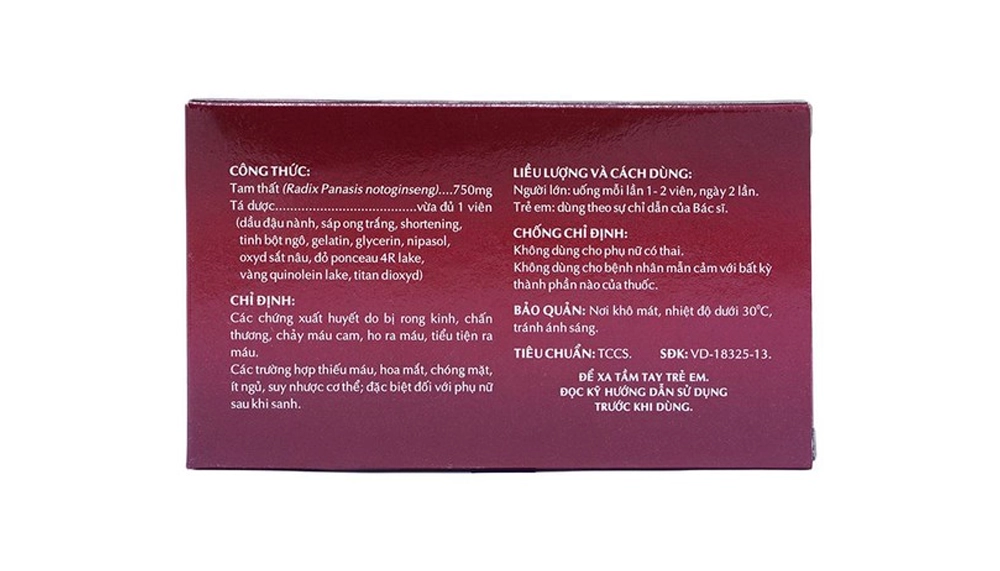 CÔNG THỨC:
Tam thất (Radix Panasis notoginseng)....750mg
Tá dược......................................vừa đủ 1 viên
(dầu đậu nành, sáp ong trắng, shortening,
tinh bột ngô, gelatin, glycerin, nipasol,
oxyd sắt nâu, đỏ ponceau 4R lake,
vàng quinolein lake, titan dioxyd)
CHỈ ĐỊNH:
Các chứng xuất huyết do bị rong kinh, chấn
thương, chảy máu cam, ho ra máu, tiểu tiện ra
máu.
Các trường hợp thiếu máu, hoa mắt, chóng mặt,
ít ngủ, suy nhược cơ thể; đặc biệt đối với phụ nữ
sau khi sanh.
LIỀU LƯỢNG VÀ CÁCH DÙNG:
Người lớn: uống mỗi lần 1- 2 viên, ngày 2 lần.
Trẻ em: dùng theo sự chỉ dẫn của Bác sĩ.
CHỐNG CHỈ ĐỊNH:
Không dùng cho phụ nữ có thai.
Không dùng cho bệnh nhân mẫn cảm với bất kỳ
thành phần nào của thuốc.
BẢO QUẢN: Nơi khô mát, nhiệt độ dưới 30°C,
tránh ánh sáng.
TIÊU CHUẨN: TCCS. SĐK: VD-18325-13.
ĐỂ XA TẦM TAY TRẺ EM.
ĐỌC KỸ HƯỚNG DẪN SỬ DỤNG
TRƯỚC KHI DÙNG.